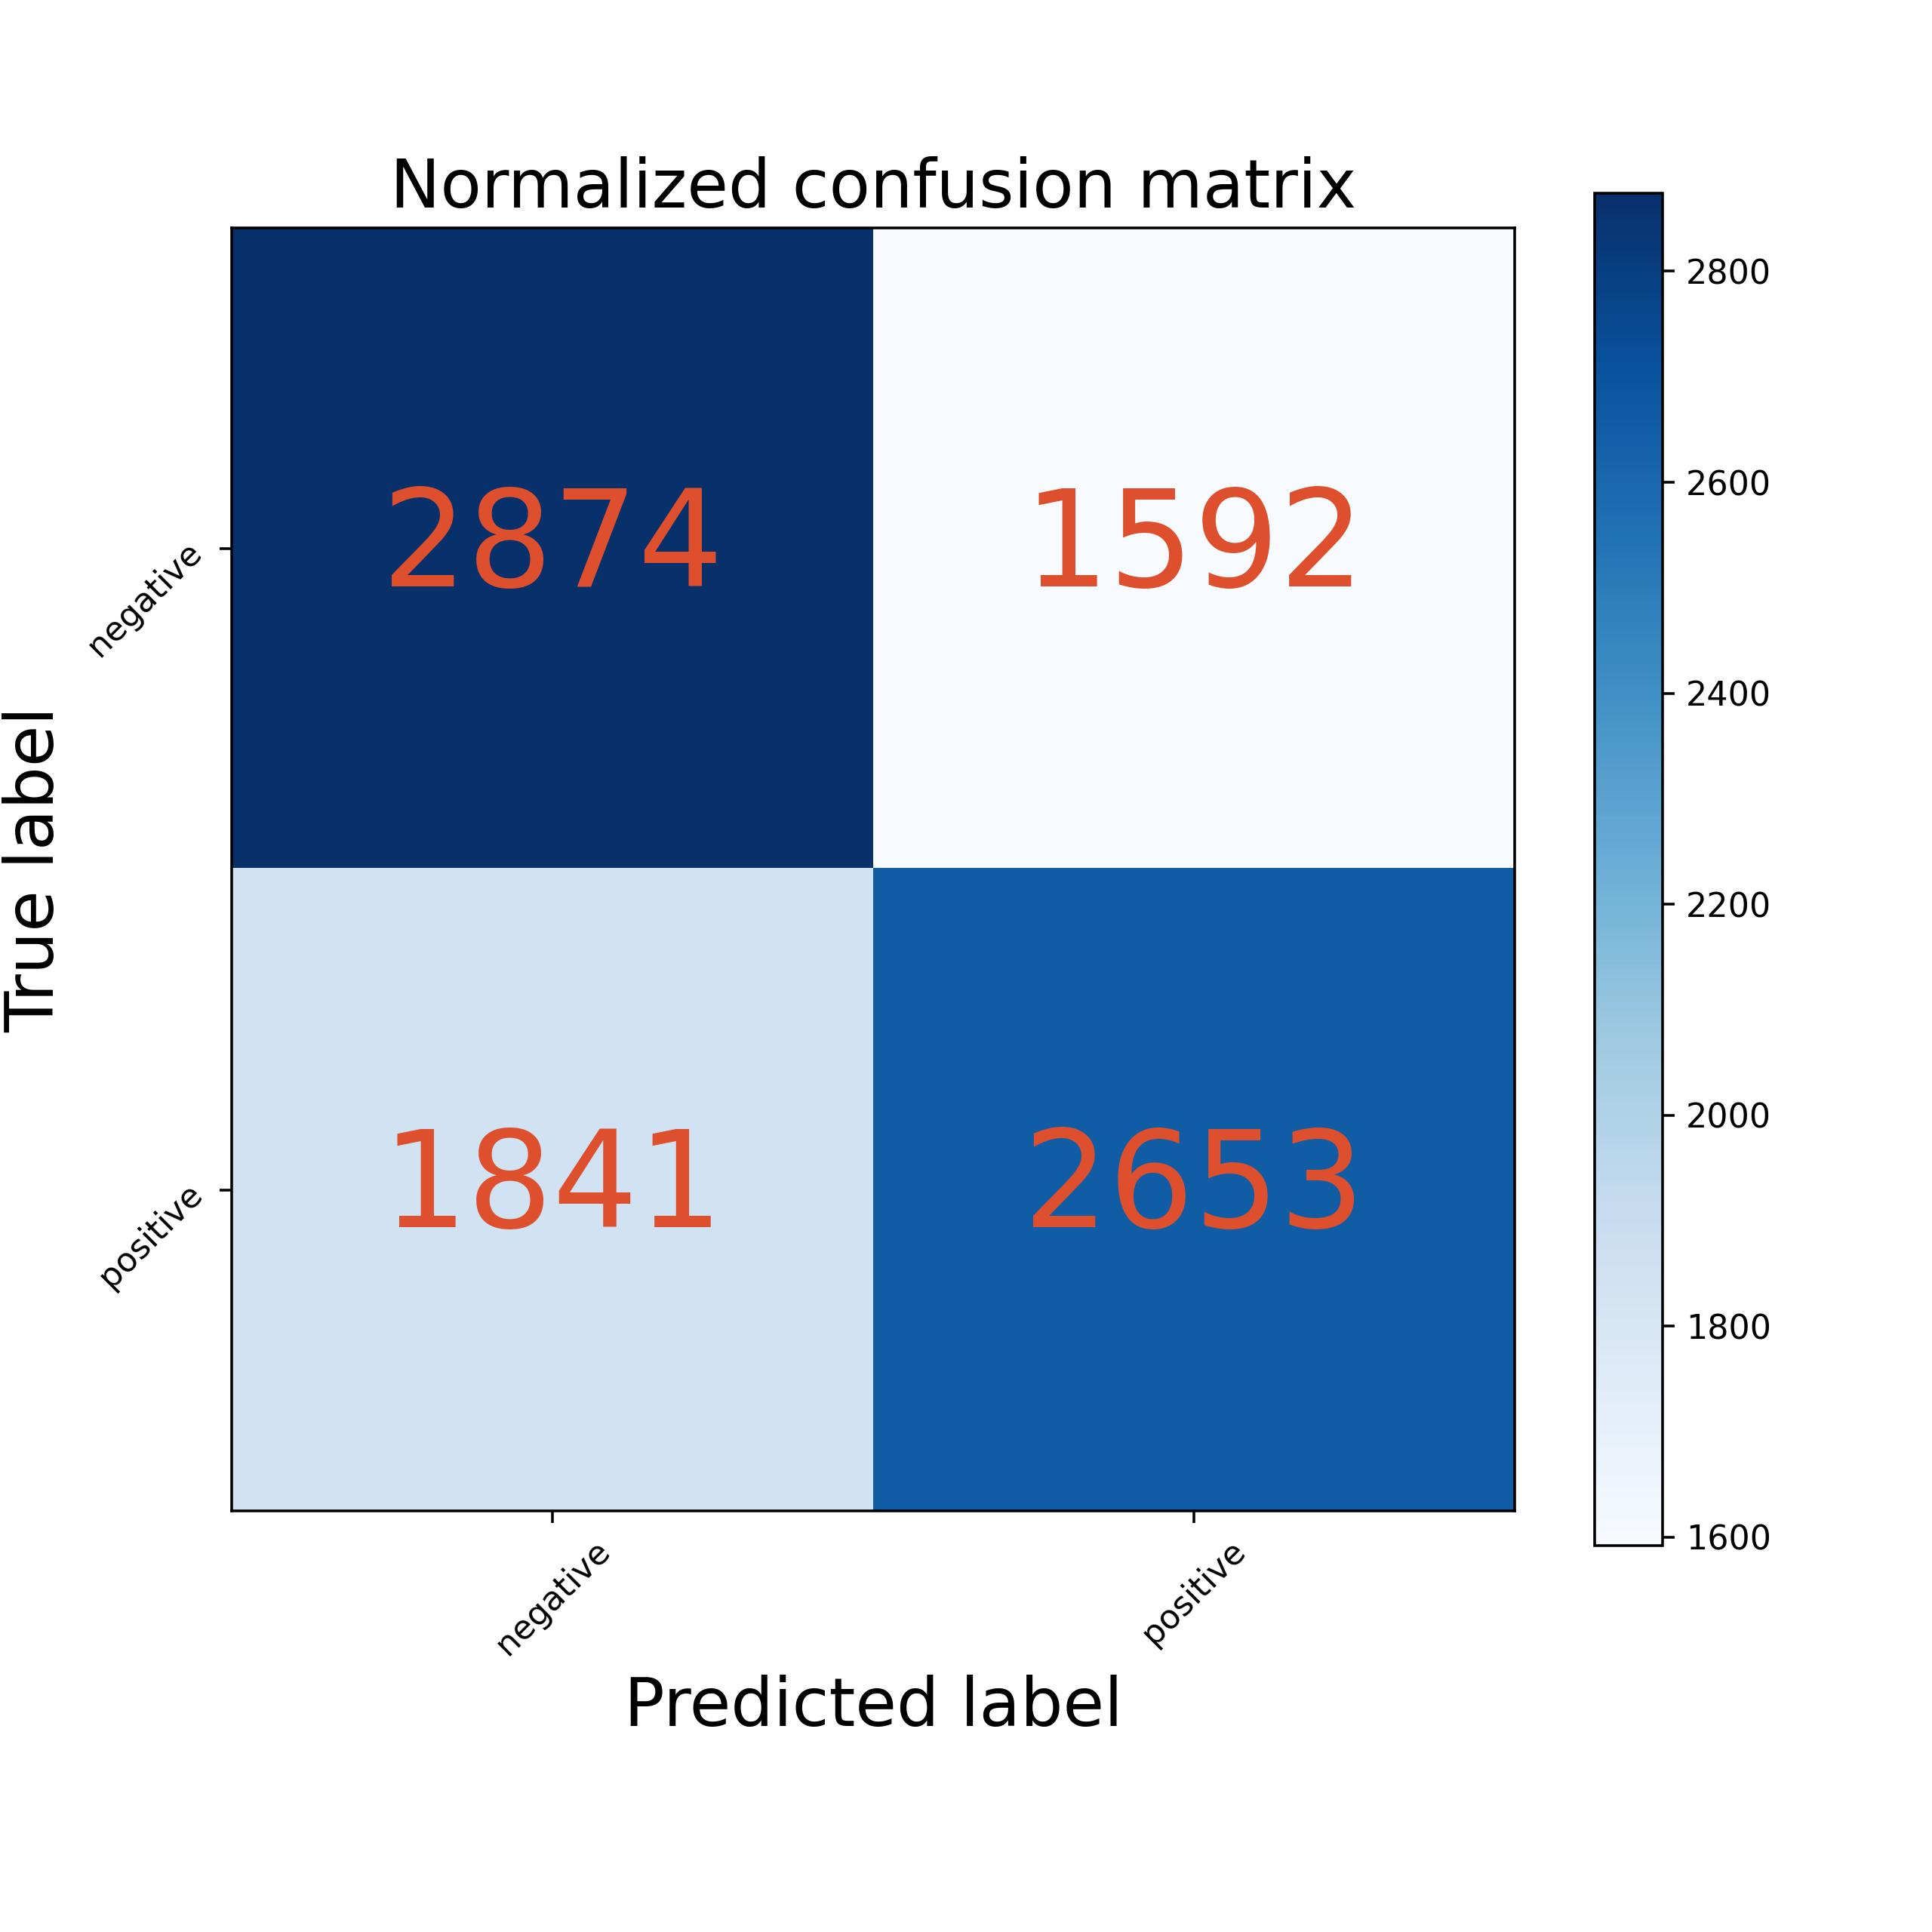 Normalized confusion matrix
2800
2600
2400
2200
2000
1800
1600
True label
negative
positive
2874 1592
1841 2653
negative positive
Predicted label